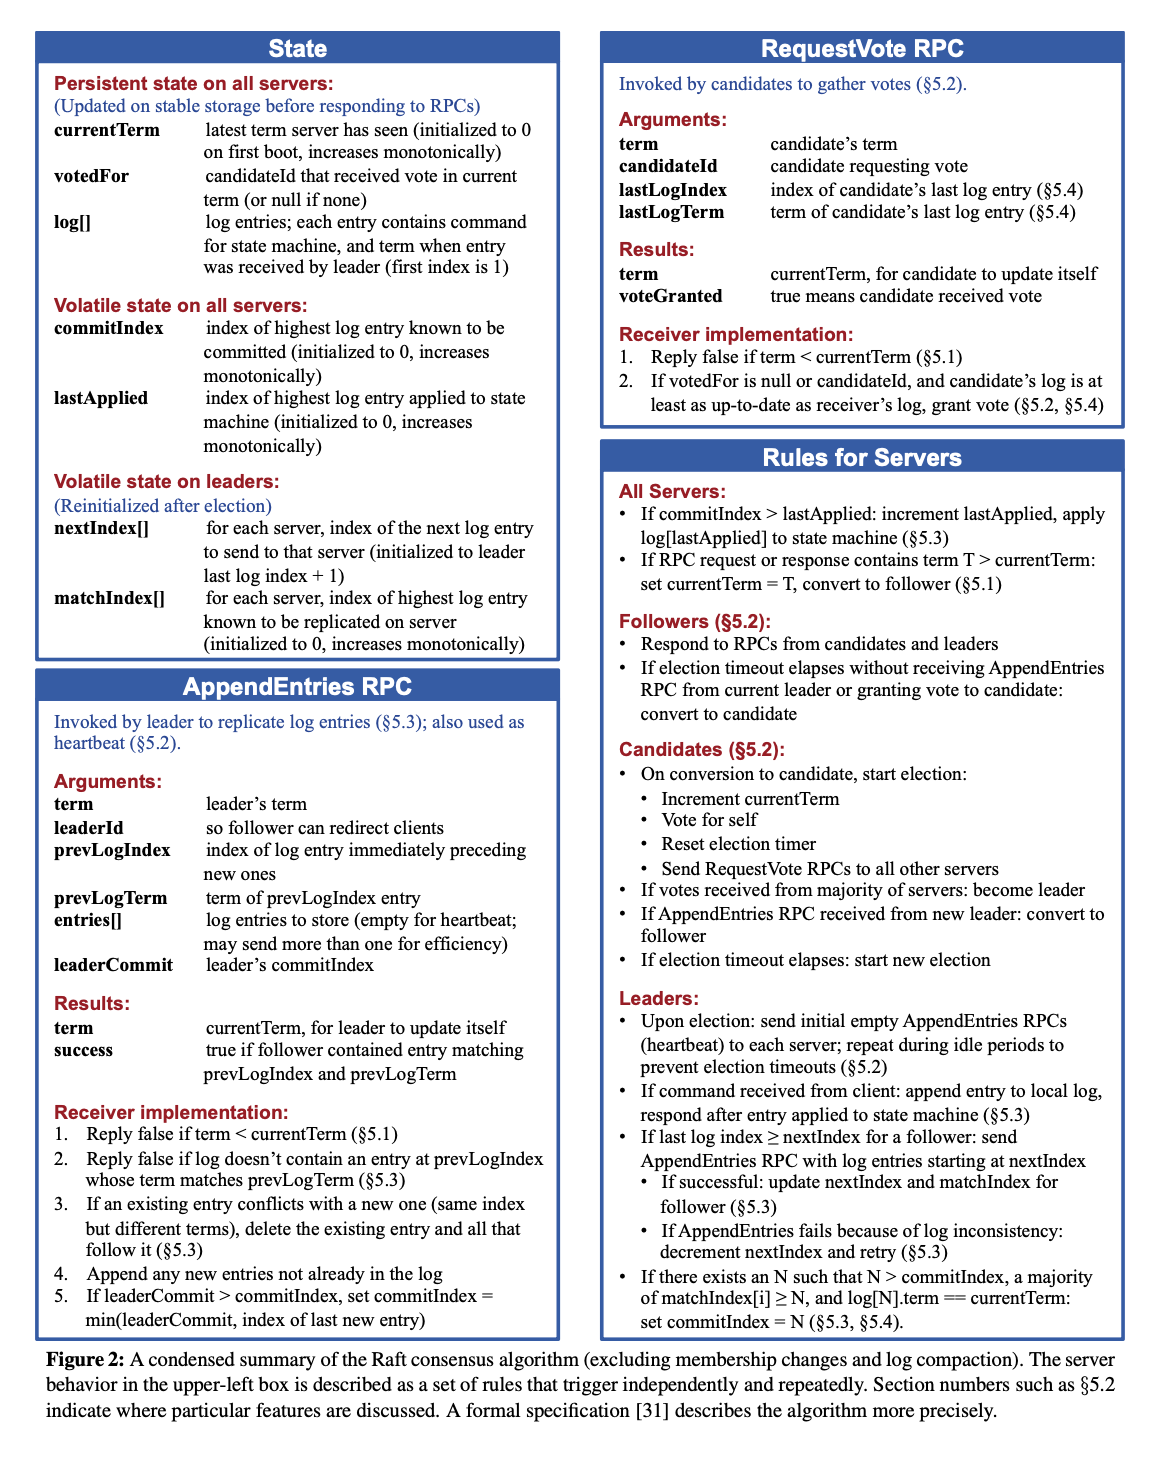 State
Persistent state on all servers:
(Updated on stable storage before responding to RPCs)
currentTerm latest term server has seen (initialized to 0
on first boot, increases monotonically)
votedFor candidateId that received vote in current
term (or null if none)
log[] log entries; each entry contains command
for state machine, and term when entry
was received by leader (first index is 1)
Volatile state on all servers:
commitIndex index of highest log entry known to be
committed (initialized to 0, increases
monotonically)
lastApplied index of highest log entry applied to state
machine (initialized to 0, increases
monotonically)
Volatile state on leaders:
(Reinitialized after election)
nextIndex[] for each server, index of the next log entry
to send to that server (initialized to leader
last log index + 1)
matchIndex[] for each server, index of highest log entry
known to be replicated on server
(initialized to 0, increases monotonically)
AppendEntries RPC
Invoked by leader to replicate log entries (§5.3); also used as
heartbeat (§5.2).
Arguments:
term leader’s term
leaderId so follower can redirect clients
prevLogIndex index of log entry immediately preceding
new ones
prevLogTerm term of prevLogIndex entry
entries[] log entries to store (empty for heartbeat;
may send more than one for efficiency)
leaderCommit leader’s commitIndex
Results:
term currentTerm, for leader to update itself
success true if follower contained entry matching
prevLogIndex and prevLogTerm
Receiver implementation:
1. Reply false if term < currentTerm (§5.1)
2. Reply false if log doesn’t contain an entry at prevLogIndex
whose term matches prevLogTerm (§5.3)
3. If an existing entry conflicts with a new one (same index
but different terms), delete the existing entry and all that
follow it (§5.3)
4. Append any new entries not already in the log
5. If leaderCommit > commitIndex, set commitIndex =
min(leaderCommit, index of last new entry)
RequestVote RPC
Invoked by candidates to gather votes (§5.2).
Arguments:
term candidate’s term
candidateId candidate requesting vote
lastLogIndex index of candidate’s last log entry (§5.4)
lastLogTerm term of candidate’s last log entry (§5.4)
Results:
term currentTerm, for candidate to update itself
voteGranted true means candidate received vote
Receiver implementation:
1. Reply false if term < currentTerm (§5.1)
2. If votedFor is null or candidateId, and candidate’s log is at
least as up-to-date as receiver’s log, grant vote (§5.2, §5.4)
Rules for Servers
All Servers:
• If commitIndex > lastApplied: increment lastApplied, apply
log[lastApplied] to state machine (§5.3)
• If RPC request or response contains term T > currentTerm:
set currentTerm = T, convert to follower (§5.1)
Followers (§5.2):
• Respond to RPCs from candidates and leaders
• If election timeout elapses without receiving AppendEntries
RPC from current leader or granting vote to candidate:
convert to candidate
Candidates (§5.2):
• On conversion to candidate, start election:
• Increment currentTerm
• Vote for self
• Reset election timer
• Send RequestVote RPCs to all other servers
• If votes received from majority of servers: become leader
• If AppendEntries RPC received from new leader: convert to
follower
• If election timeout elapses: start new election
Leaders:
• Upon election: send initial empty AppendEntries RPCs
(heartbeat) to each server; repeat during idle periods to
prevent election timeouts (§5.2)
• If command received from client: append entry to local log,
respond after entry applied to state machine (§5.3)
• If last log index ≥ nextIndex for a follower: send
AppendEntries RPC with log entries starting at nextIndex
• If successful: update nextIndex and matchIndex for
follower (§5.3)
• If AppendEntries fails because of log inconsistency:
decrement nextIndex and retry (§5.3)
• If there exists an N such that N > commitIndex, a majority
of matchIndex[i] ≥ N, and log[N].term == currentTerm:
set commitIndex = N (§5.3, §5.4).
Figure 2: A condensed summary of the Raft consensus algorithm (excluding membership changes and log compaction). The server
behavior in the upper-left box is described as a set of rules that trigger independently and repeatedly. Section numbers such as §5.2
indicate where particular features are discussed. A formal specification [31] describes the algorithm more precisely.